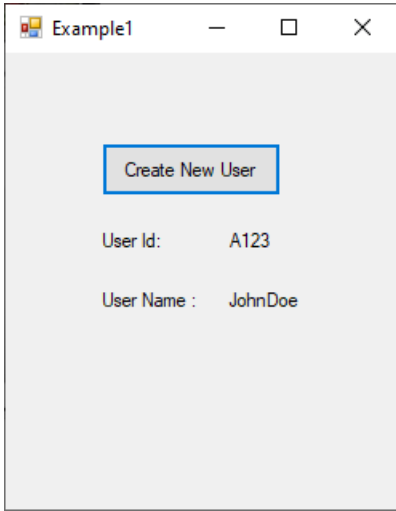 Example1
Create New User
User Id: A123
User Name : JohnDoe